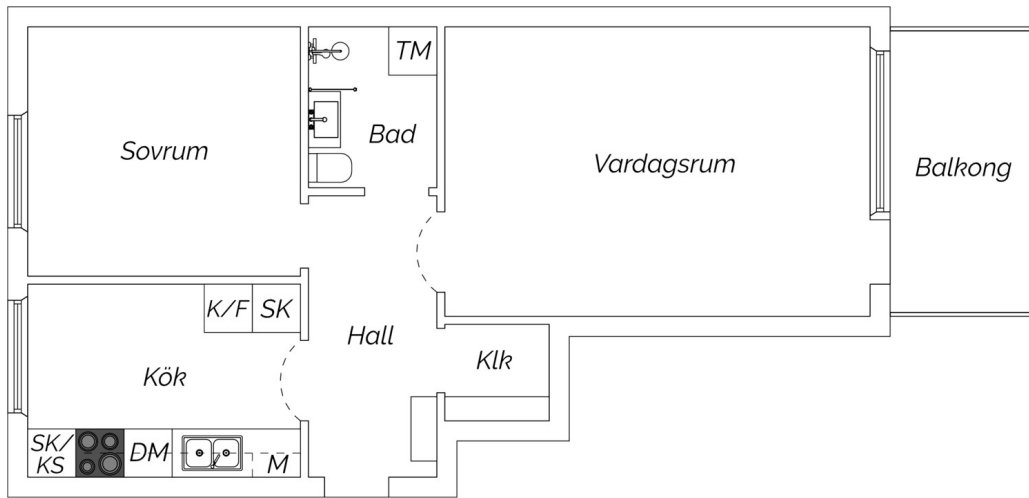 TM
Bad
Sovrum
Vardagsrum
Balkong
K/F
SK
Hall
Klk
Kök
SK/
KS
DM
M